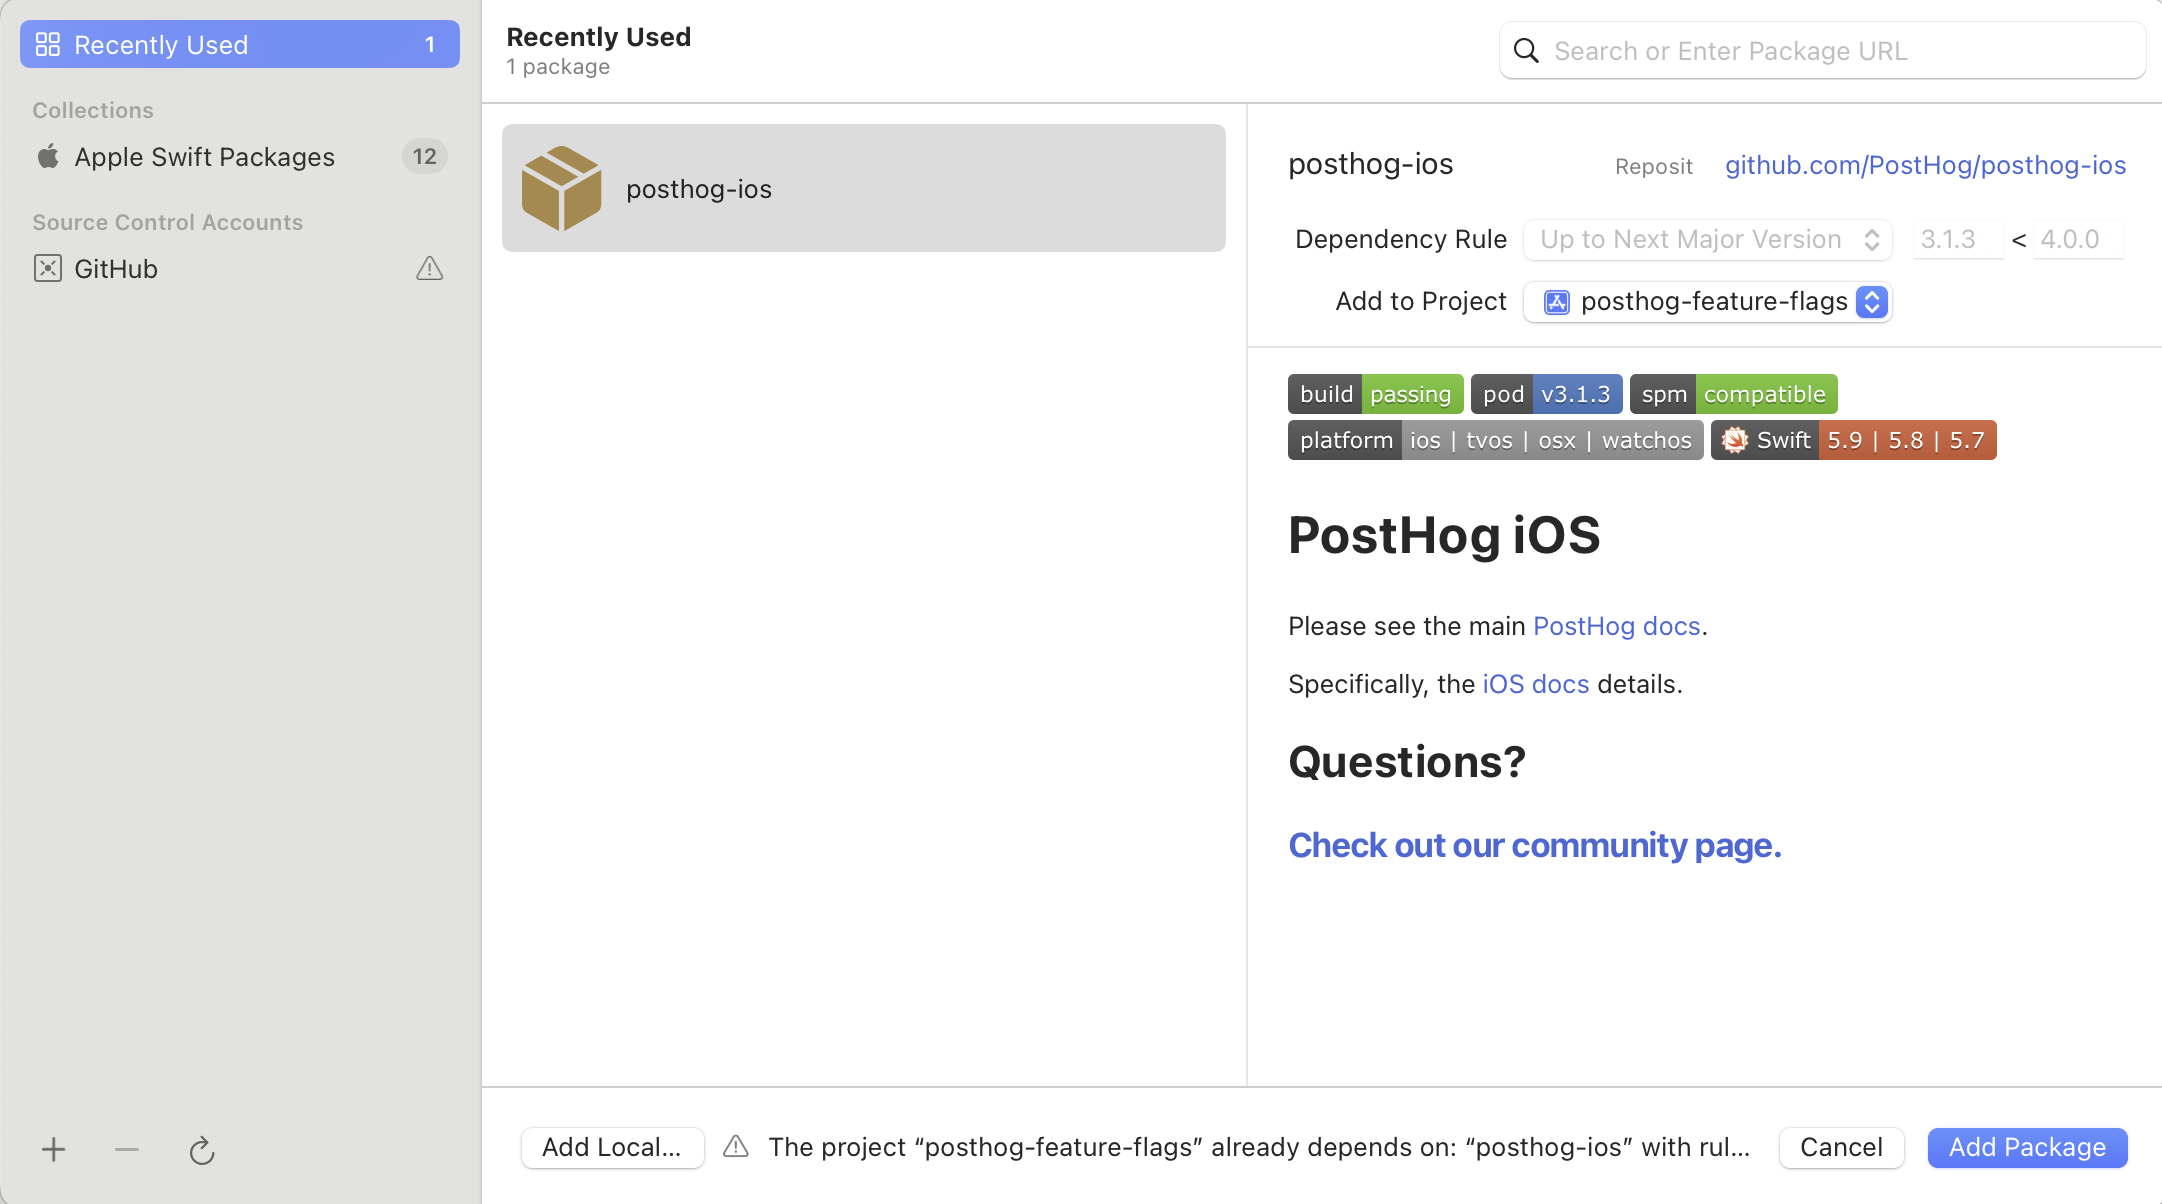 Recently Used 1
Collections
Apple Swift Packages 12
Source Control Accounts
GitHub
Recently Used
1 package
Search or Enter Package URL
posthog-ios
posthog-ios Reposit github.com/PostHog/posthog-ios
Dependency Rule Up to Next Major Version 3.1.3 < 4.0.0
Add to Project posthog-feature-flags
build passing pod v3.1.3 spm compatible
platform ios | tvos | osx | watchos Swift 5.9 | 5.8 | 5.7
PostHog iOS
Please see the main PostHog docs.
Specifically, the iOS docs details.
Questions?
Check out our community page.
Add Local... The project “posthog-feature-flags” already depends on: “posthog-ios” with rul... Cancel Add Package